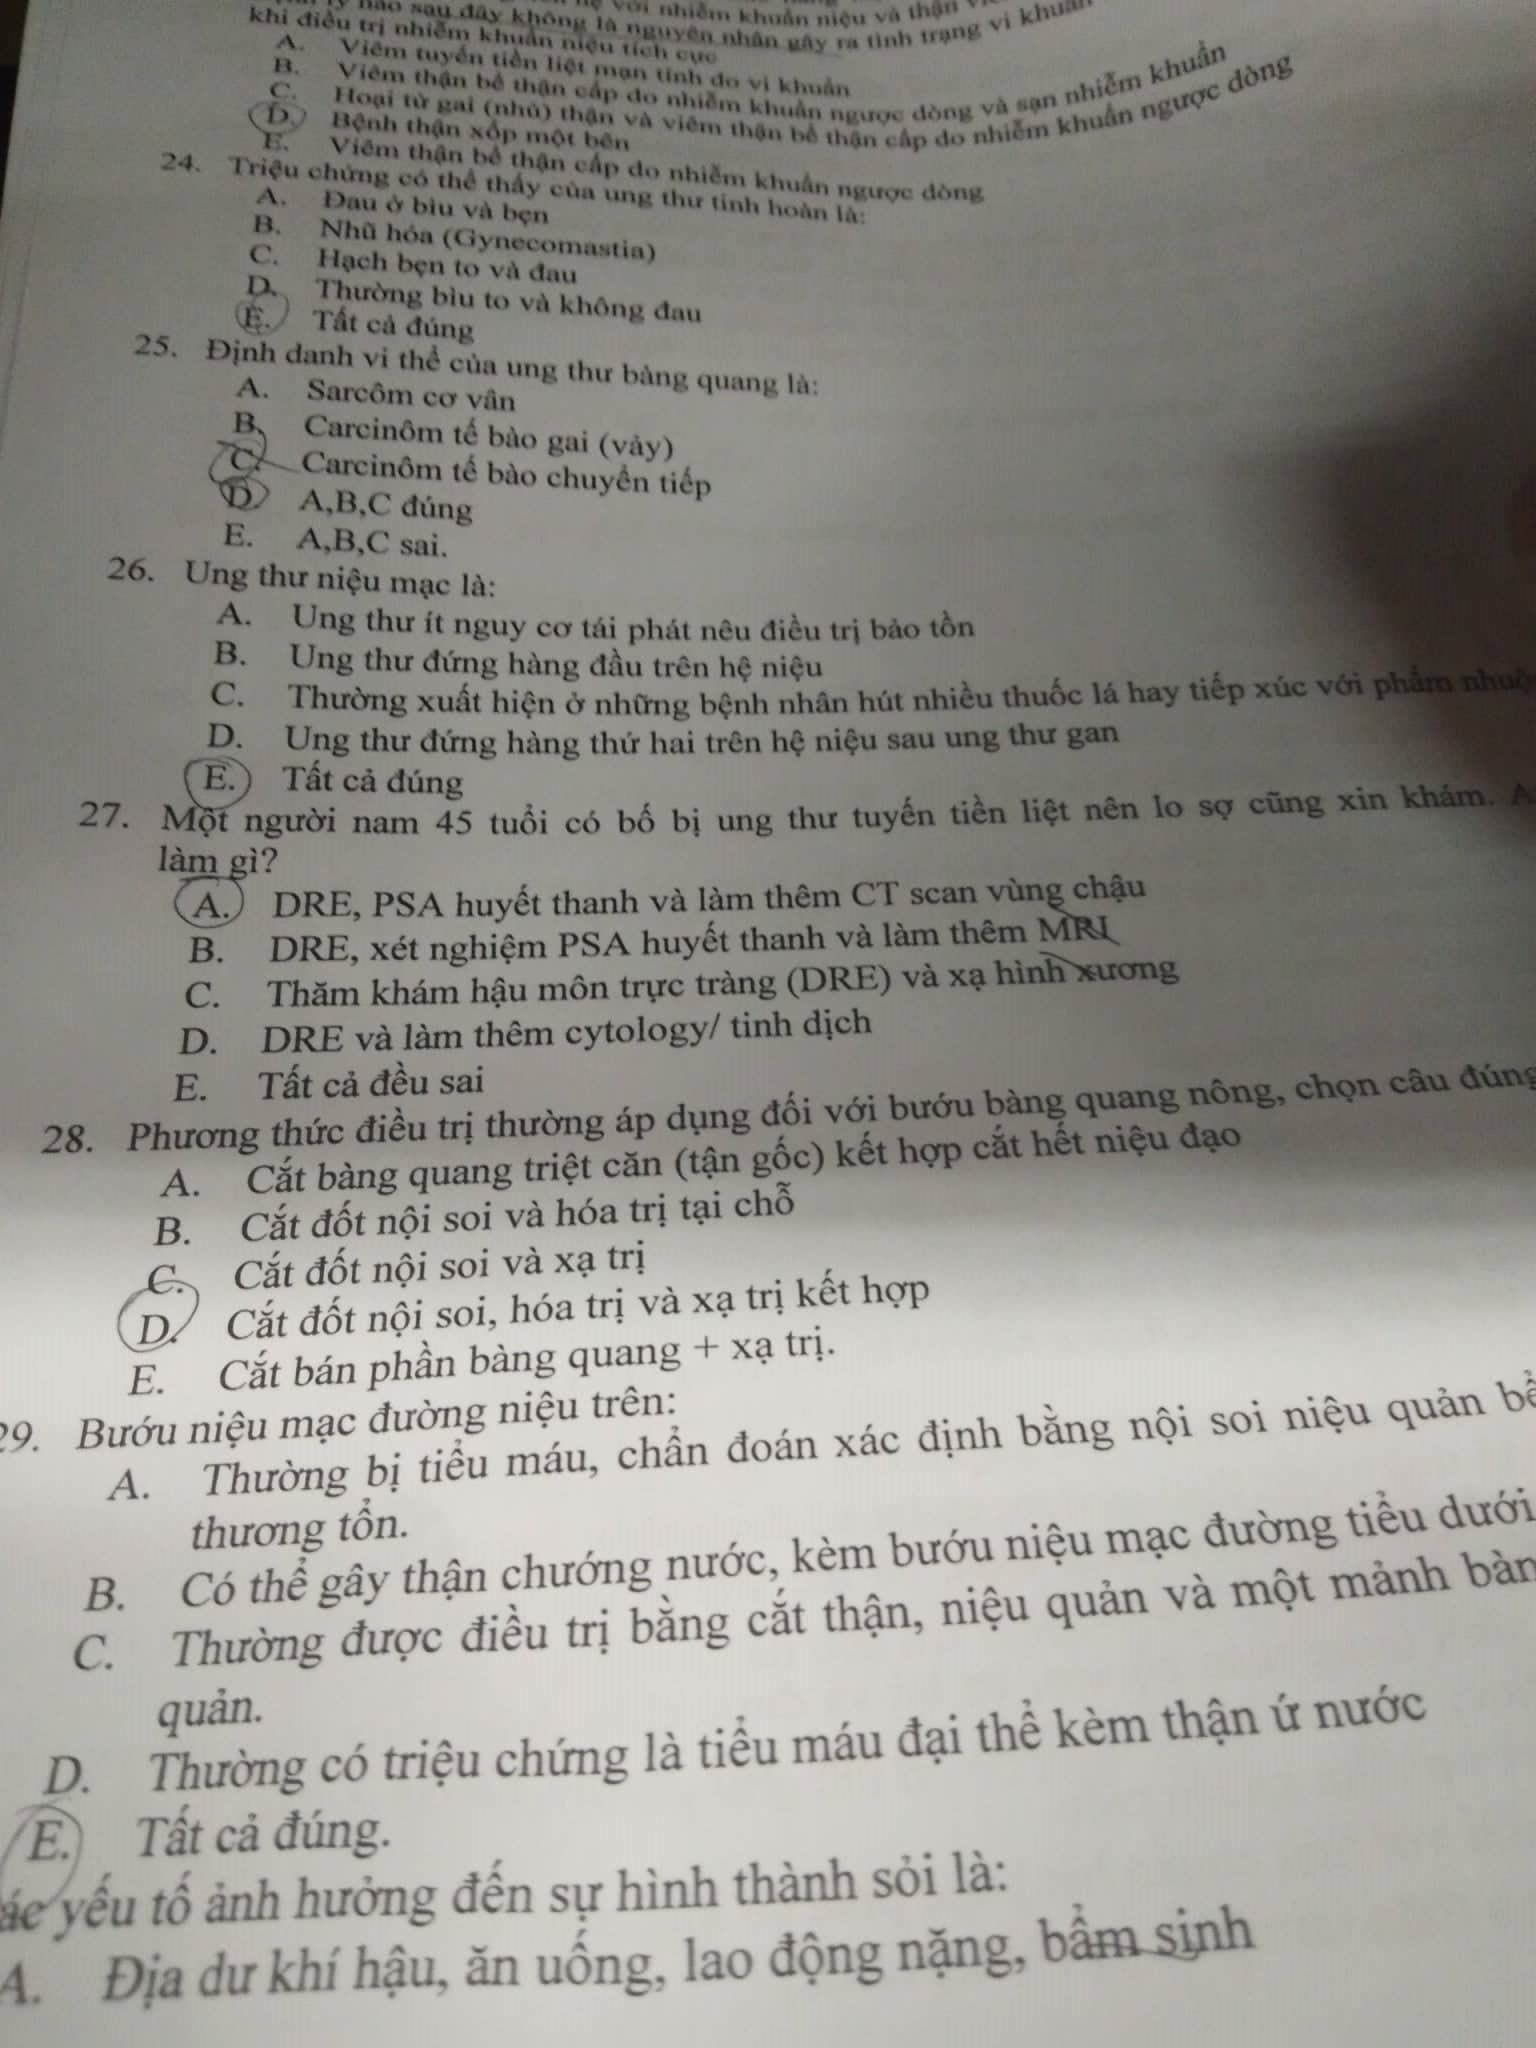 với nhiễm khuẩn niệu và thận
nào sau đây không là nguyên nhân gây ra tình trạng vi khuẩn
khi điều trị nhiễm khuẩn niệu tích cực
A. Viêm tuyến tiền liệt mạn tính do vi khuẩn
B. Viêm thận bể thận cấp do nhiễm khuẩn ngược dòng và sạn nhiễm khuẩn
C. Hoại tử gai (nhú) thận và viêm thận bể thận cấp do nhiễm khuẩn ngược dòng
D. Bệnh thận xốp một bên
E. Viêm thận bể thận cấp do nhiễm khuẩn ngược dòng
24. Triệu chứng có thể thấy của ung thư tinh hoàn là:
A. Đau ở bìu và bẹn
B. Nhũ hóa (Gynecomastia)
C. Hạch bẹn to và đau
D. Thường bìu to và không đau
E. Tất cả đúng
25. Định danh vi thể của ung thư bàng quang là:
A. Sarcôm cơ vân
B. Carcinôm tế bào gai (vảy)
C. Carcinôm tế bào chuyển tiếp
D. A,B,C đúng
E. A,B,C sai.
26. Ung thư niệu mạc là:
A. Ung thư ít nguy cơ tái phát nêu điều trị bảo tồn
B. Ung thư đứng hàng đầu trên hệ niệu
C. Thường xuất hiện ở những bệnh nhân hút nhiều thuốc lá hay tiếp xúc với phẩm
D. Ung thư đứng hàng thứ hai trên hệ niệu sau ung thư gan
E. Tất cả đúng
27. Một người nam 45 tuổi có bố bị ung thư tuyến tiền liệt nên lo sợ cũng xin khám.
làm gì?
A. DRE, PSA huyết thanh và làm thêm CT scan vùng chậu
B. DRE, xét nghiệm PSA huyết thanh và làm thêm MRI
C. Thăm khám hậu môn trực tràng (DRE) và xạ hình xương
D. DRE và làm thêm cytology/ tinh dịch
E. Tất cả đều sai
28. Phương thức điều trị thường áp dụng đối với bướu bàng quang nông, chọn câu đúng
A. Cắt bàng quang triệt căn (tận gốc) kết hợp cắt hết niệu đạo
B. Cắt đốt nội soi và hóa trị tại chỗ
C. Cắt đốt nội soi và xạ trị
D. Cắt đốt nội soi, hóa trị và xạ trị kết hợp
E. Cắt bán phần bàng quang + xạ trị.
29. Bướu niệu mạc đường niệu trên:
A. Thường bị tiểu máu, chẩn đoán xác định bằng nội soi niệu quản bể
thương tổn.
B. Có thể gây thận chướng nước, kèm bướu niệu mạc đường tiểu dưới
C. Thường được điều trị bằng cắt thận, niệu quản và một mảnh
quản.
D. Thường có triệu chứng là tiểu máu đại thể kèm thận ứ nước
E. Tất cả đúng.
yếu tố ảnh hưởng đến sự hình thành sỏi là:
A. Địa dư khí hậu, ăn uống, lao động nặng, bẩm sinh